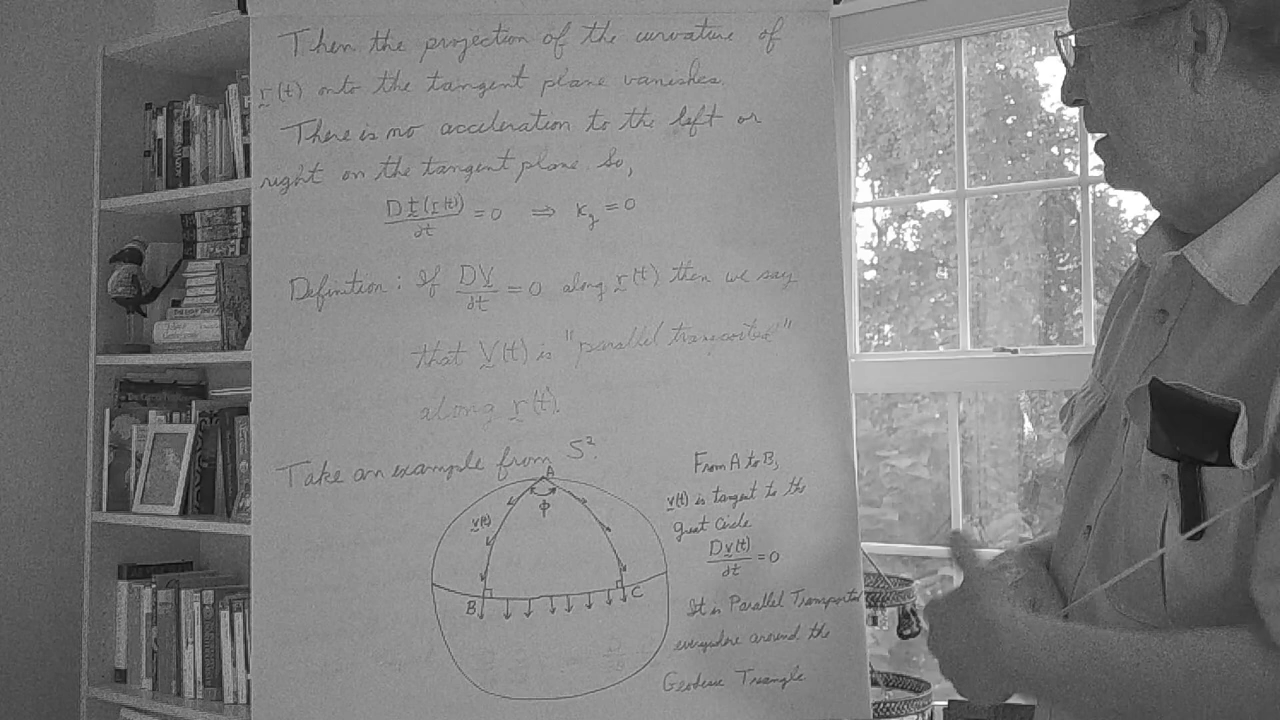 Then the projection of the curvature of
r(t) onto the tangent plane vanishes.
There is no acceleration to the left or
right on the tangent plane. So,
D t(r(t))/dt = 0 ⇒ K_g = 0
Definition: If DV/dt = 0 along r(t) then we say
that V(t) is "parallel transported"
along r(t).
Take an example from S².
A
ϕ
v(t)
B
C
From A to B,
v(t) is tangent to the
great Circle
D v(t)/dt = 0
It is Parallel Transported
everywhere around the
Geodesic Triangle